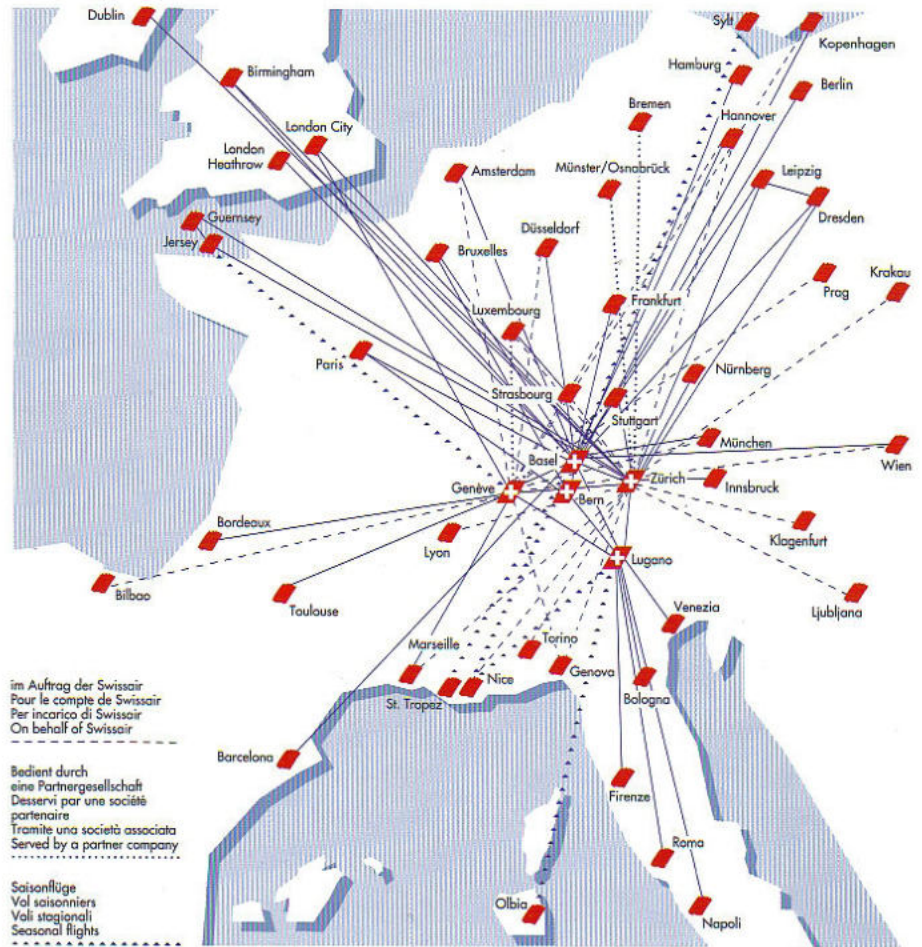 Dublin
Sylt
Kopenhagen
Birmingham
Hamburg
Berlin
Bremen
Hannover
London City
London
Heathrow
Amsterdam
Münster/Osnabrück
Leipzig
Dresden
Guernsey
Jersey
Düsseldorf
Bruxelles
Prag
Krakau
Luxembourg
Frankfurt
Paris
Nürnberg
Strasbourg
Stuttgart
München
Wien
Basel
Genève
Bern
Zürich
Innsbruck
Bordeaux
Lyon
Klagenfurt
Lugano
Bilbao
Toulouse
Ljubljana
Venezia
Marseille
Torino
Genova
Nice
St. Tropez
Bologna
im Auftrag der Swissair
Pour le compte de Swissair
Per incarico di Swissair
On behalf of Swissair
Barcelona
Bedient durch
eine Partnergesellschaft
Desservi par une société
partenaire
Tramite una società associata
Served by a partner company
Firenze
Roma
Saisonflüge
Vol saisonniers
Voli stagionali
Seasonal flights
Olbia
Napoli